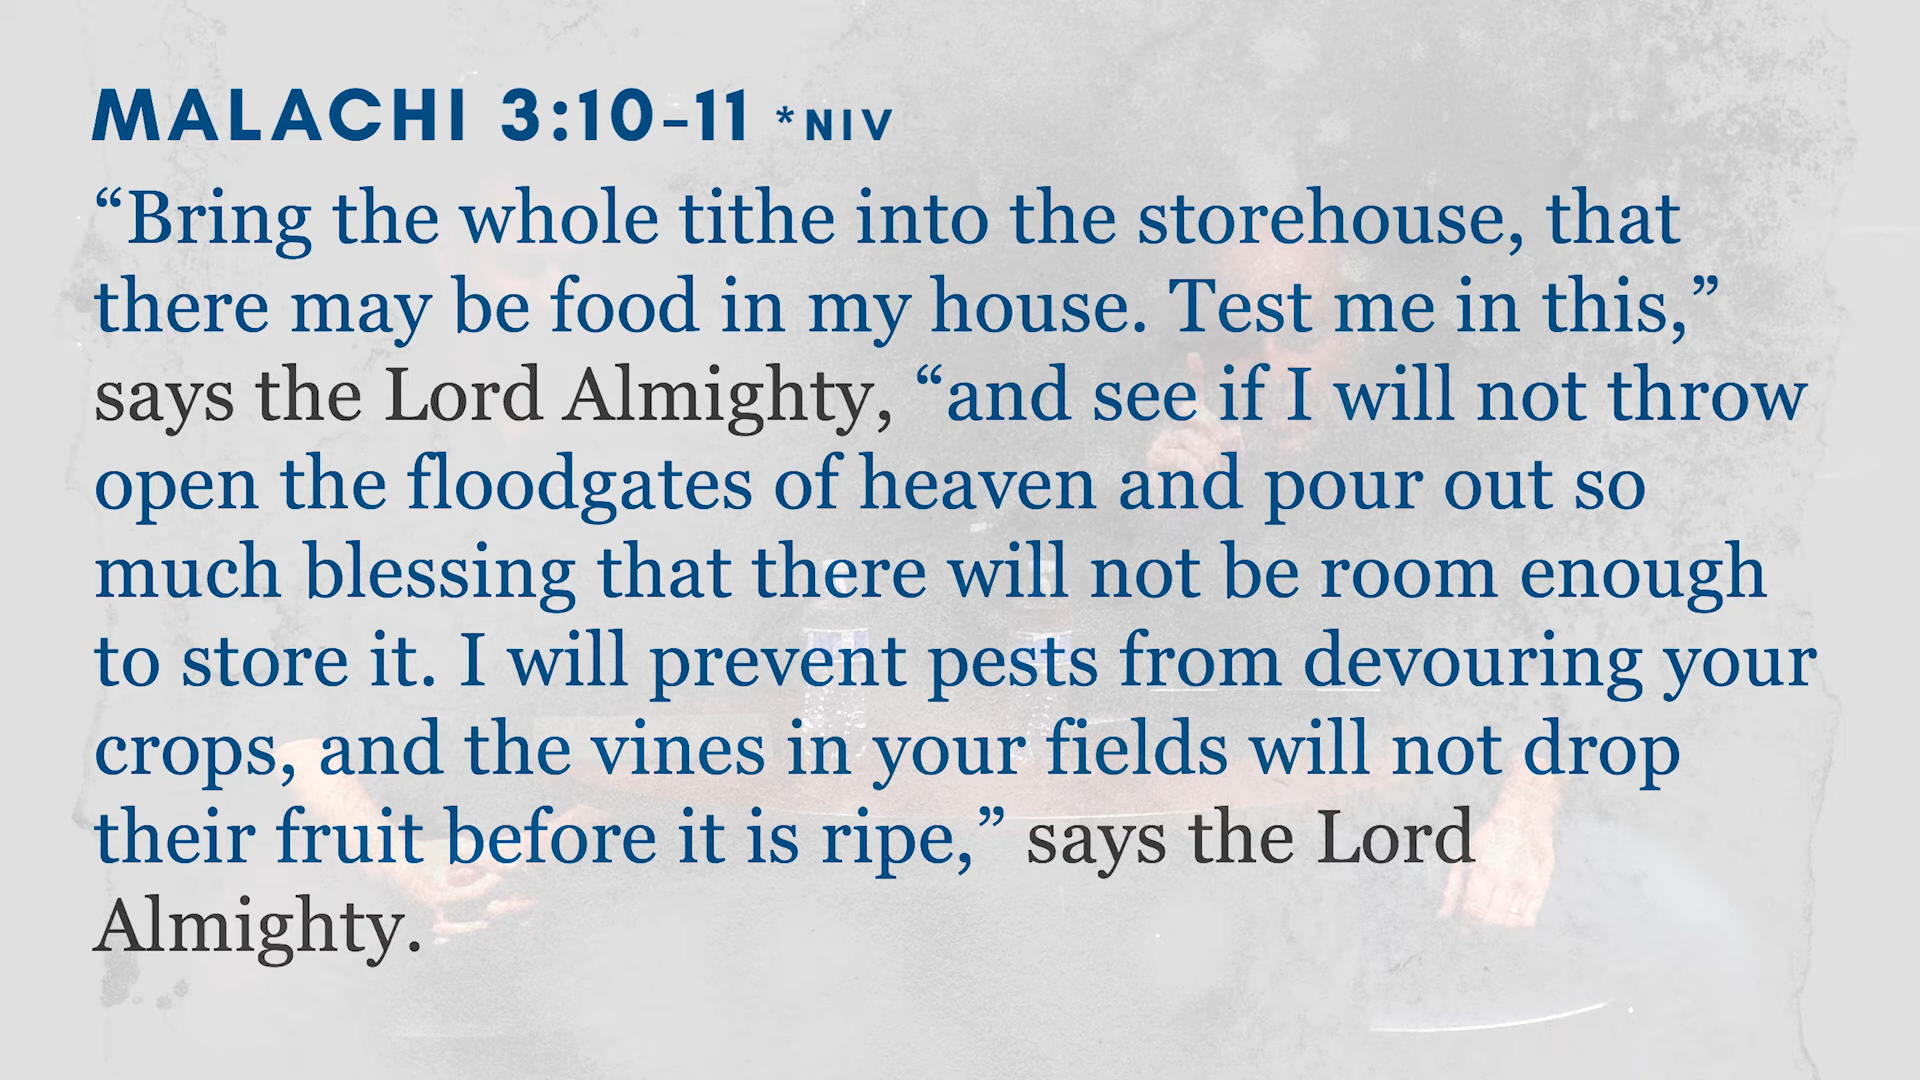 MALACHI 3:10-11 *NIV
“Bring the whole tithe into the storehouse, that
there may be food in my house. Test me in this,”
says the Lord Almighty, “and see if I will not throw
open the floodgates of heaven and pour out so
much blessing that there will not be room enough
to store it. I will prevent pests from devouring your
crops, and the vines in your fields will not drop
their fruit before it is ripe,” says the Lord
Almighty.